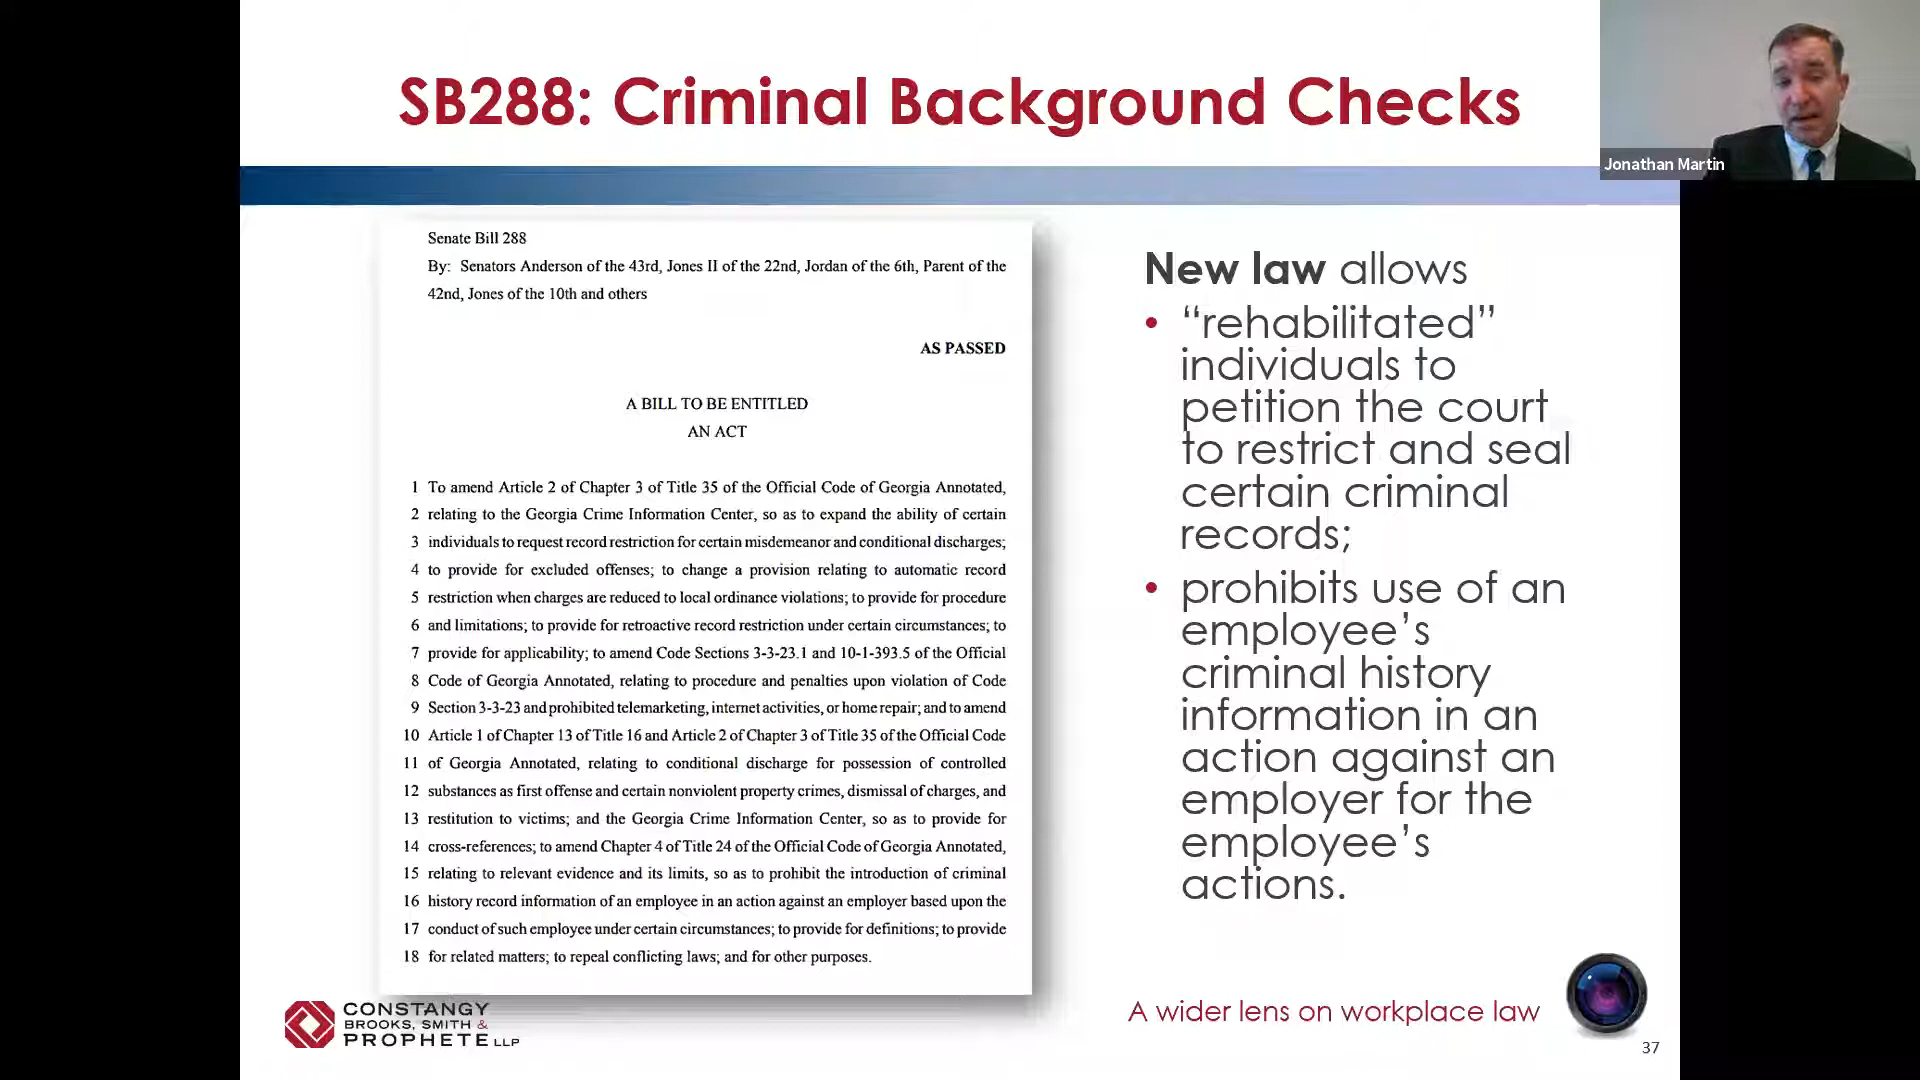 SB288: Criminal Background Checks
Jonathan Martin
Senate Bill 288
By: Senators Anderson of the 43rd, Jones II of the 22nd, Jordan of the 6th, Parent of the
42nd, Jones of the 10th and others
AS PASSED
A BILL TO BE ENTITLED
AN ACT
1 To amend Article 2 of Chapter 3 of Title 35 of the Official Code of Georgia Annotated,
2 relating to the Georgia Crime Information Center, so as to expand the ability of certain
3 individuals to request record restriction for certain misdemeanor and conditional discharges;
4 to provide for excluded offenses; to change a provision relating to automatic record
5 restriction when charges are reduced to local ordinance violations; to provide for procedure
6 and limitations; to provide for retroactive record restriction under certain circumstances; to
7 provide for applicability; to amend Code Sections 3-3-23.1 and 10-1-393.5 of the Official
8 Code of Georgia Annotated, relating to procedure and penalties upon violation of Code
9 Section 3-3-23 and prohibited telemarketing, internet activities, or home repair; and to amend
10 Article 1 of Chapter 13 of Title 16 and Article 2 of Chapter 3 of Title 35 of the Official Code
11 of Georgia Annotated, relating to conditional discharge for possession of controlled
12 substances as first offense and certain nonviolent property crimes, dismissal of charges, and
13 restitution to victims; and the Georgia Crime Information Center, so as to provide for
14 cross-references; to amend Chapter 4 of Title 24 of the Official Code of Georgia Annotated,
15 relating to relevant evidence and its limits, so as to prohibit the introduction of criminal
16 history record information of an employee in an action against an employer based upon the
17 conduct of such employee under certain circumstances; to provide for definitions; to provide
18 for related matters; to repeal conflicting laws; and for other purposes.
New law allows
• “rehabilitated”
individuals to
petition the court
to restrict and seal
certain criminal
records;
• prohibits use of an
employee’s
criminal history
information in an
action against an
employer for the
employee’s
actions.
CONSTANGY
BROOKS, SMITH &
PROPHETE LLP
A wider lens on workplace law
37